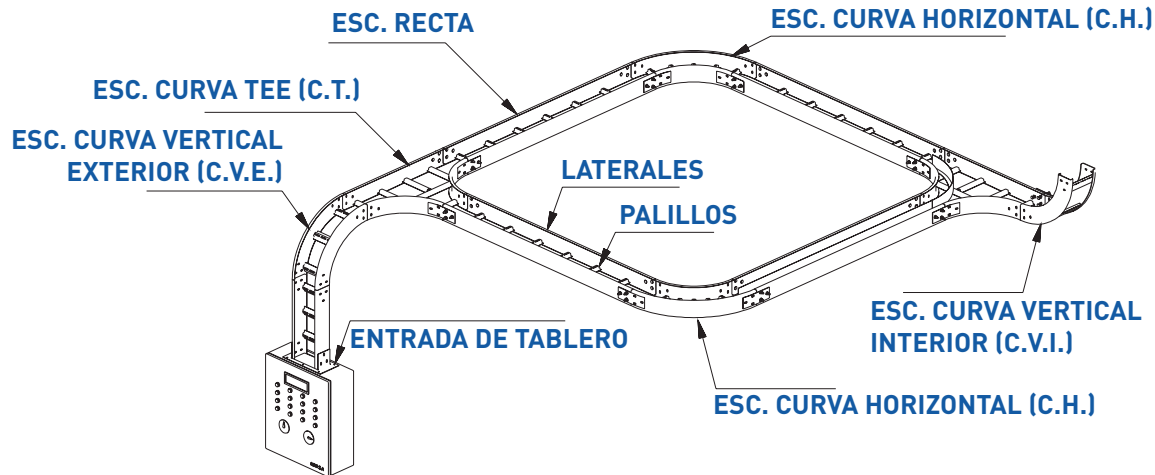 ESC. RECTA
ESC. CURVA HORIZONTAL (C.H.)
ESC. CURVA TEE (C.T.)
ESC. CURVA VERTICAL
EXTERIOR (C.V.E.)
LATERALES
PALILLOS
ESC. CURVA VERTICAL
INTERIOR (C.V.I.)
ENTRADA DE TABLERO
ESC. CURVA HORIZONTAL (C.H.)